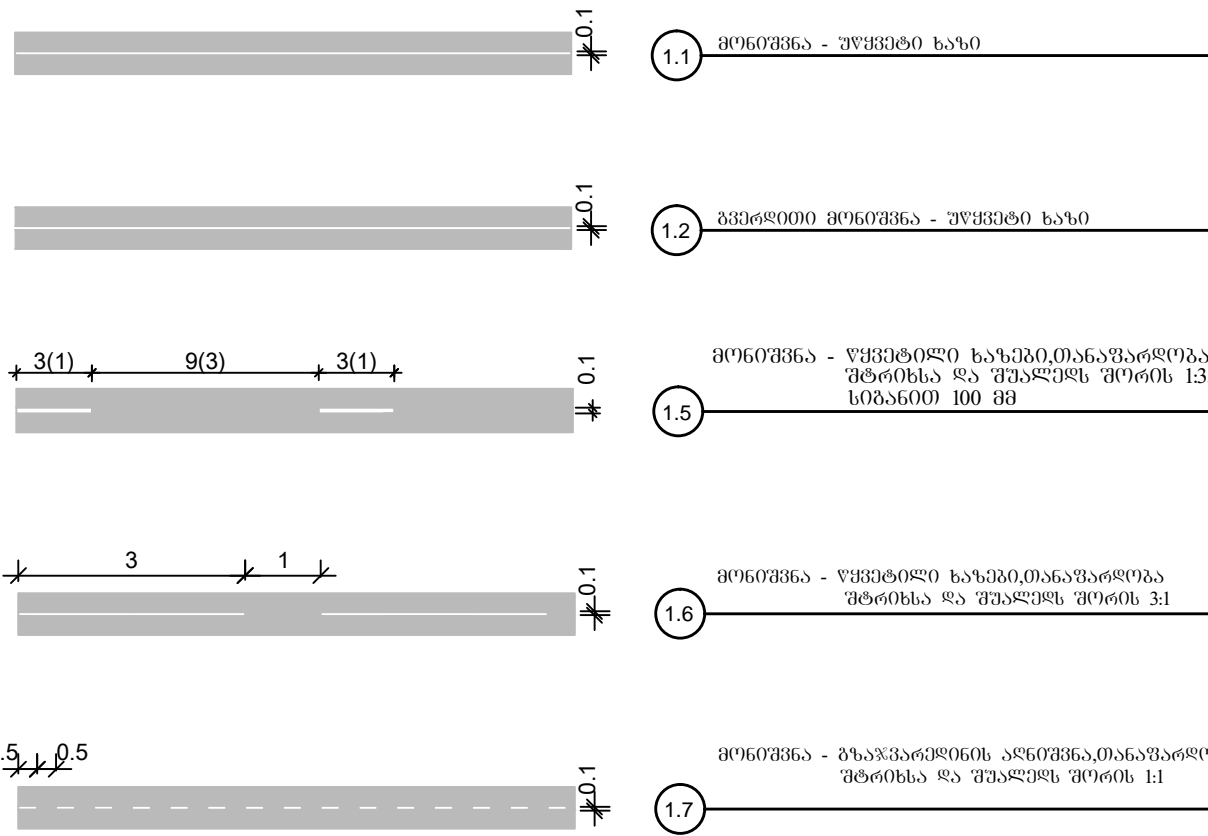 0.1
1.1 მონიშვნა - უწყვეტი ხაზი
0.1
1.2 გვერდითი მონიშვნა - უწყვეტი ხაზი
3(1) 9(3) 3(1) 0.1
მონიშვნა - წყვეტილი ხაზები,თანაფარდობა
შტრიხსა და შუალედს შორის 1:3
სიგანით 100 მმ
1.5
3 1 0.1
მონიშვნა - წყვეტილი ხაზები,თანაფარდობა
შტრიხსა და შუალედს შორის 3:1
1.6
.5 0.5 0.1
მონიშვნა - გზაჯვარედინის აღნიშვნა,თანაფარდო
შტრიხსა და შუალედს შორის 1:1
1.7